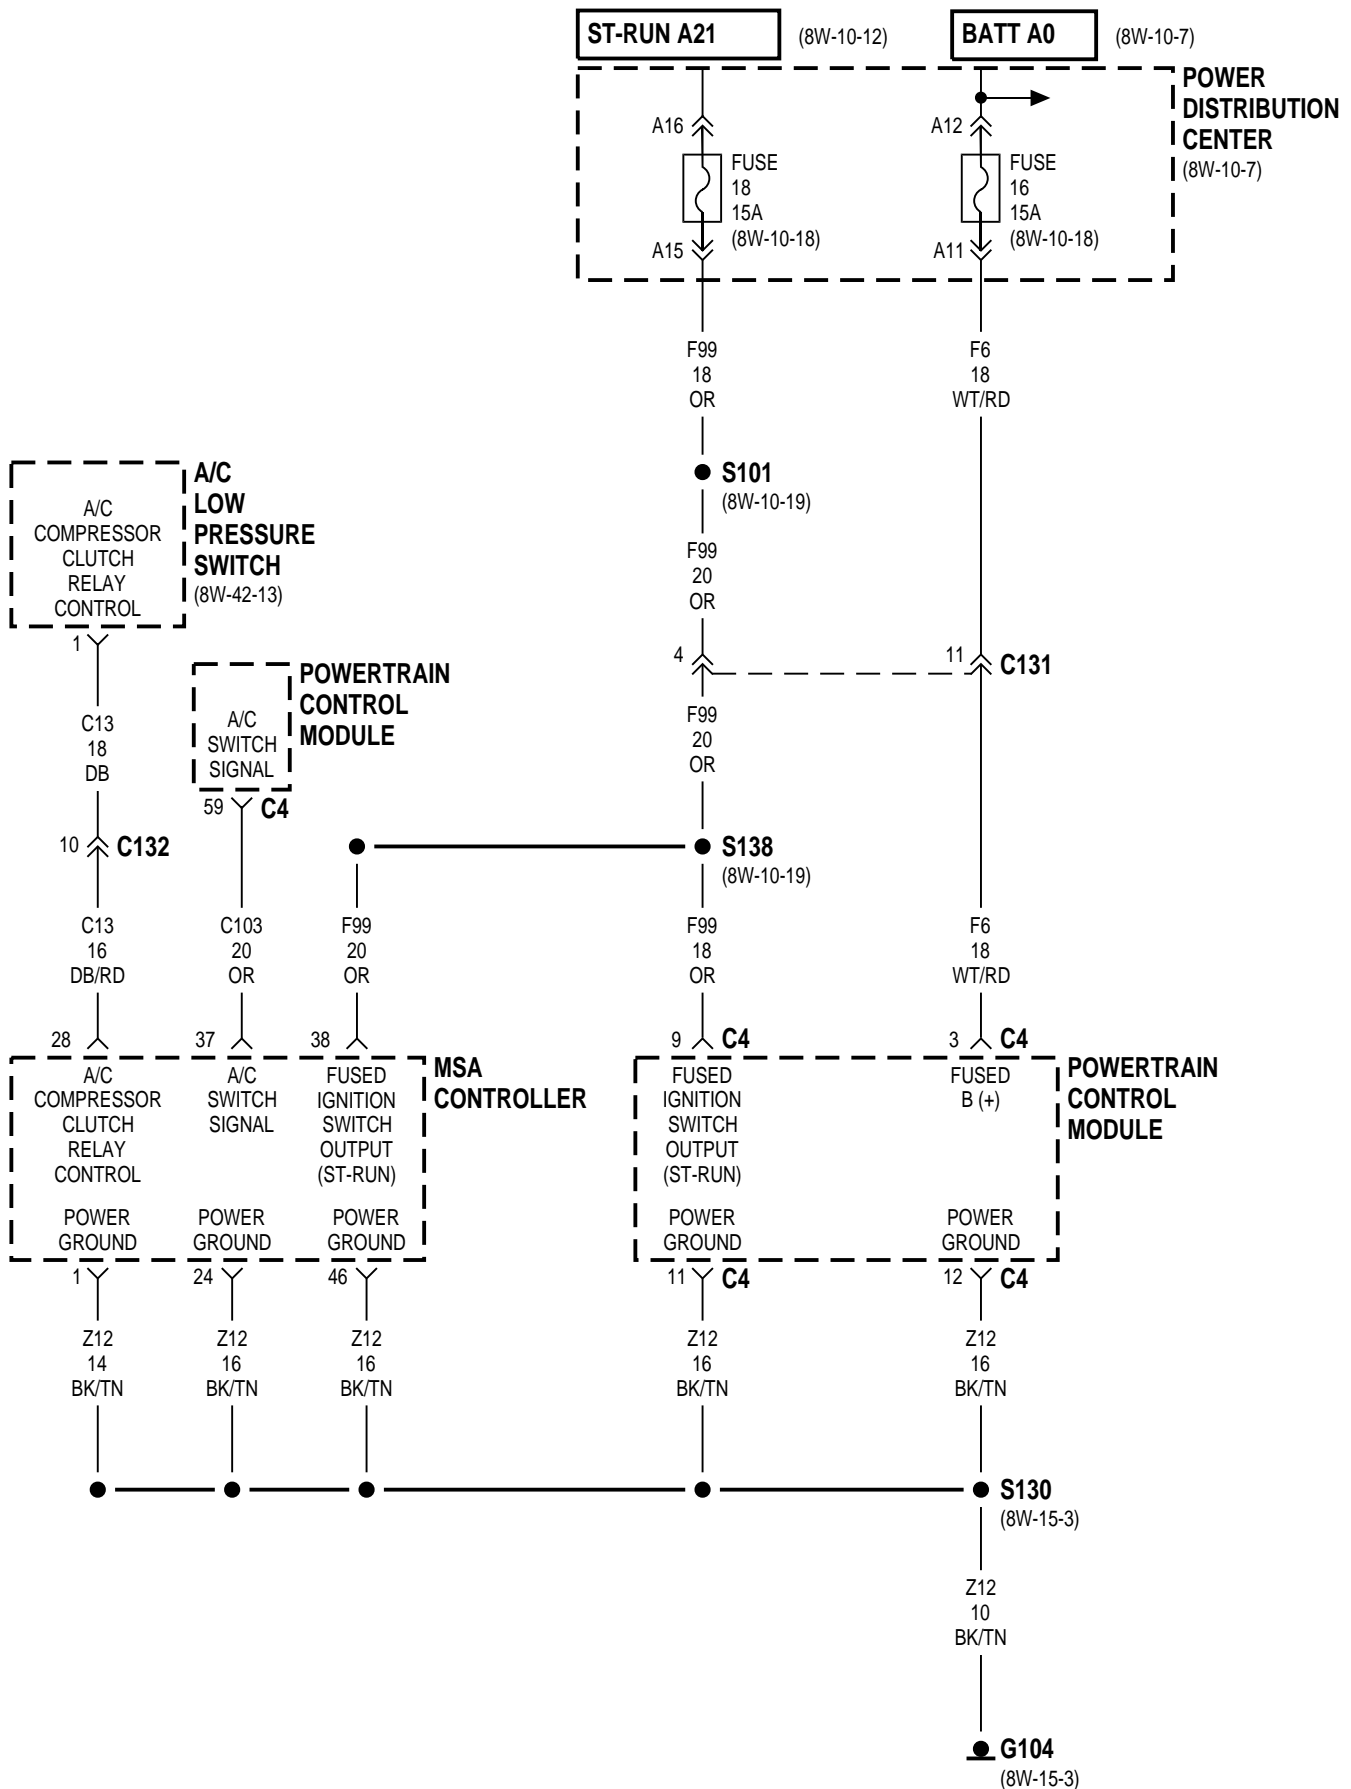 ST-RUN A21
(8W-10-12)
BATT A0
(8W-10-7)
POWER
DISTRIBUTION
CENTER
(8W-10-7)
A16
FUSE
18
15A
(8W-10-18)
A15
A12
FUSE
16
15A
(8W-10-18)
A11
F99
18
OR
F6
18
WT/RD
S101
(8W-10-19)
F99
20
OR
A/C
COMPRESSOR
CLUTCH
RELAY
CONTROL
A/C
LOW
PRESSURE
SWITCH
(8W-42-13)
1
4
11
C131
C13
18
DB
A/C
SWITCH
SIGNAL
POWERTRAIN
CONTROL
MODULE
59
C4
F99
20
OR
10
C132
S138
(8W-10-19)
C13
16
DB/RD
C103
20
OR
F99
20
OR
F99
18
OR
F6
18
WT/RD
28
37
38
9
C4
3
C4
A/C
COMPRESSOR
CLUTCH
RELAY
CONTROL
A/C
SWITCH
SIGNAL
FUSED
IGNITION
SWITCH
OUTPUT
(ST-RUN)
MSA
CONTROLLER
FUSED
IGNITION
SWITCH
OUTPUT
(ST-RUN)
FUSED
B (+)
POWERTRAIN
CONTROL
MODULE
POWER
GROUND
POWER
GROUND
POWER
GROUND
POWER
GROUND
POWER
GROUND
1
24
46
11
C4
12
C4
Z12
14
BK/TN
Z12
16
BK/TN
Z12
16
BK/TN
Z12
16
BK/TN
Z12
16
BK/TN
S130
(8W-15-3)
Z12
10
BK/TN
G104
(8W-15-3)